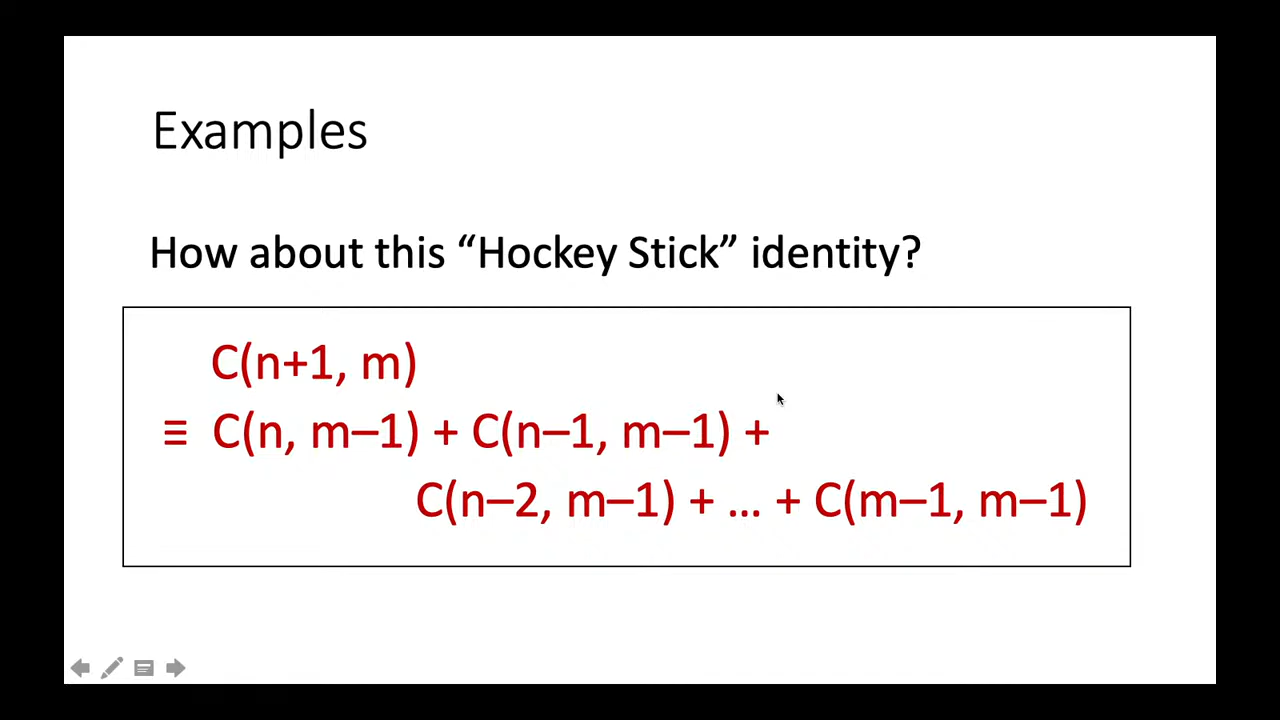 Examples
How about this “Hockey Stick” identity?
C(n+1, m)
≡ C(n, m–1) + C(n–1, m–1) +
C(n–2, m–1) + … + C(m–1, m–1)